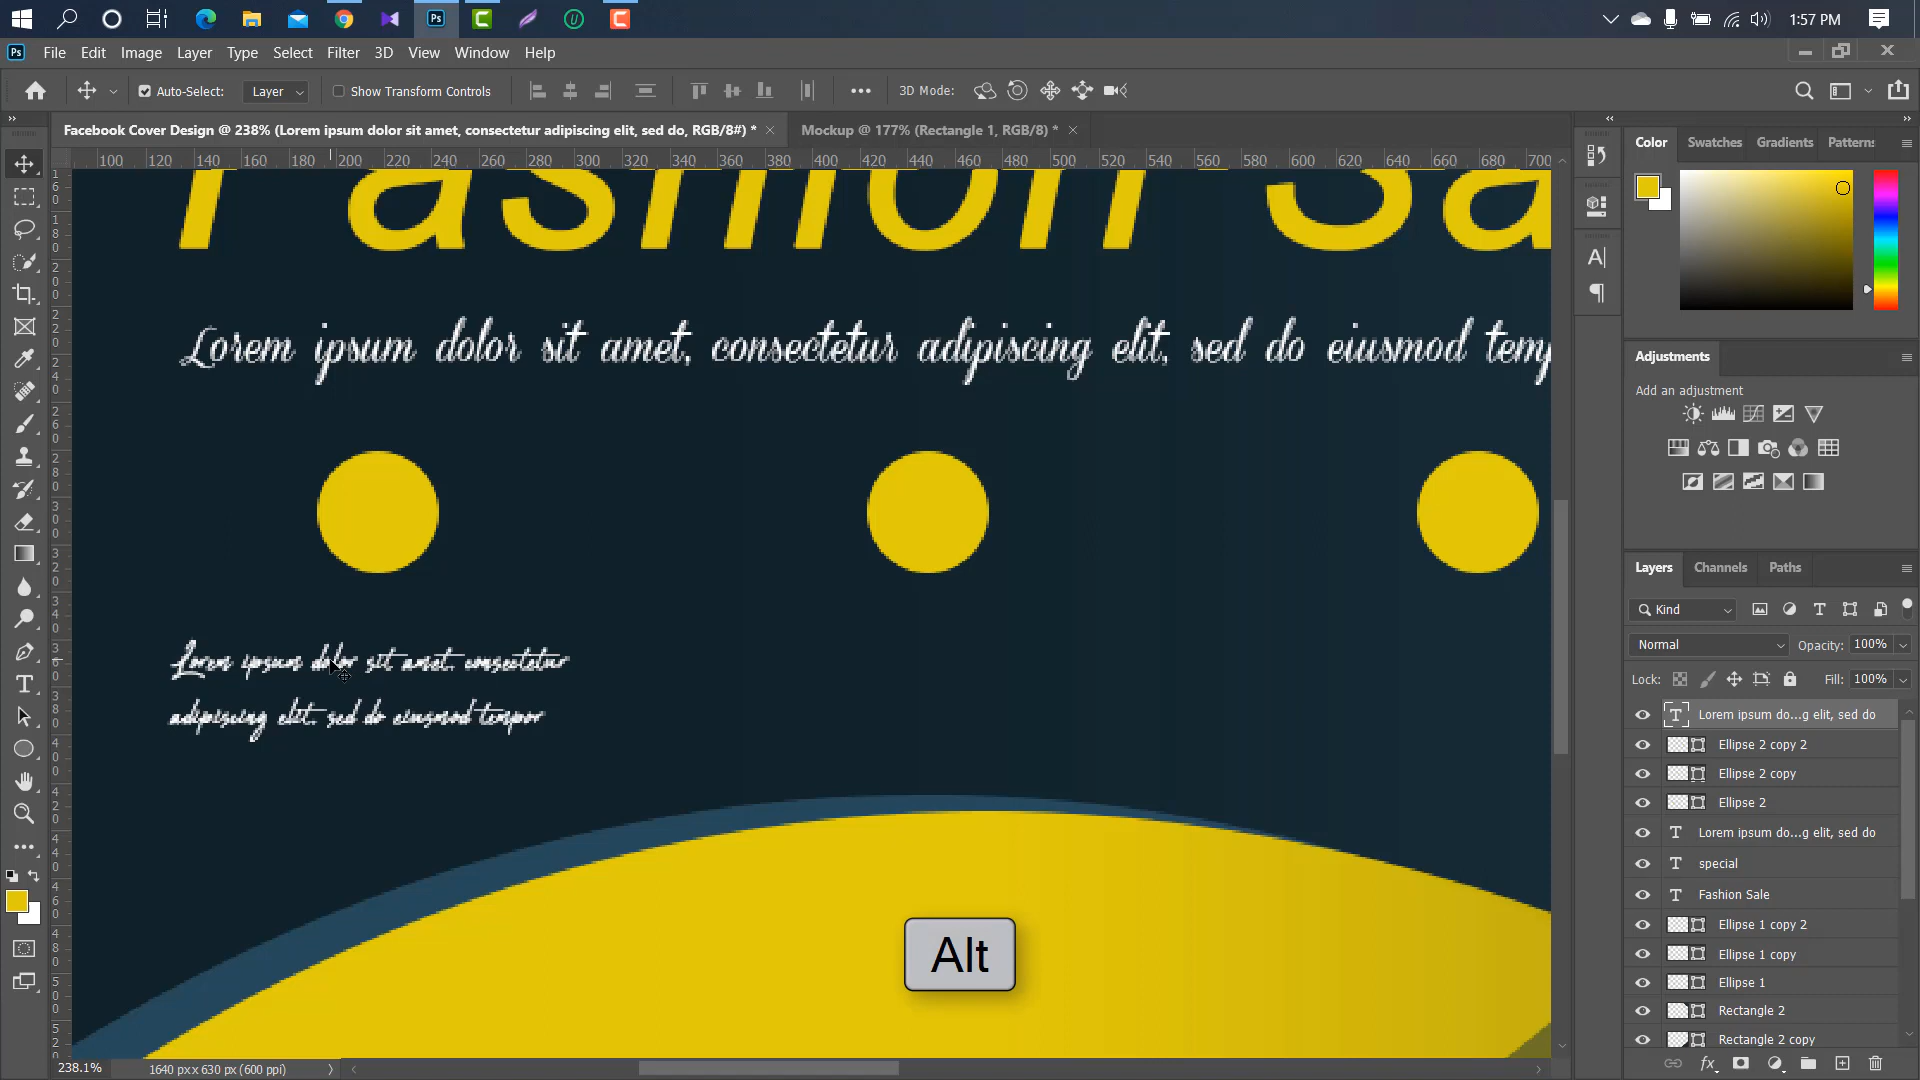 1:57 PM
Ps File Edit Image Layer Type Select Filter 3D View Window Help
Auto-Select: Layer Show Transform Controls 3D Mode:
Facebook Cover Design @ 238% (Lorem ipsum dolor sit amet, consectetur adipiscing elit, sed do, RGB/8#) * Mockup @ 177% (Rectangle 1, RGB/8) *
100 120 140 160 180 200 220 240 260 280 300 320 340 360 380 400 420 440 460 480 500 520 540 560 580 600 620 640 660 680 700
Fashion Sa
Lorem ipsum dolor sit amet, consectetur adipiscing elit, sed do eiusmod temp
Lorem ipsum dolor sit amet, consectetur
adipiscing elit, sed do eiusmod tempor
Alt
238.1% 1640 px x 630 px (600 ppi)
Color Swatches Gradients Patterns
Adjustments
Add an adjustment
Layers Channels Paths
Kind
Normal Opacity: 100%
Lock: Fill: 100%
Lorem ipsum do...g elit, sed do
Ellipse 2 copy 2
Ellipse 2 copy
Ellipse 2
Lorem ipsum do...g elit, sed do
special
Fashion Sale
Ellipse 1 copy 2
Ellipse 1 copy
Ellipse 1
Rectangle 2
Rectangle 2 copy